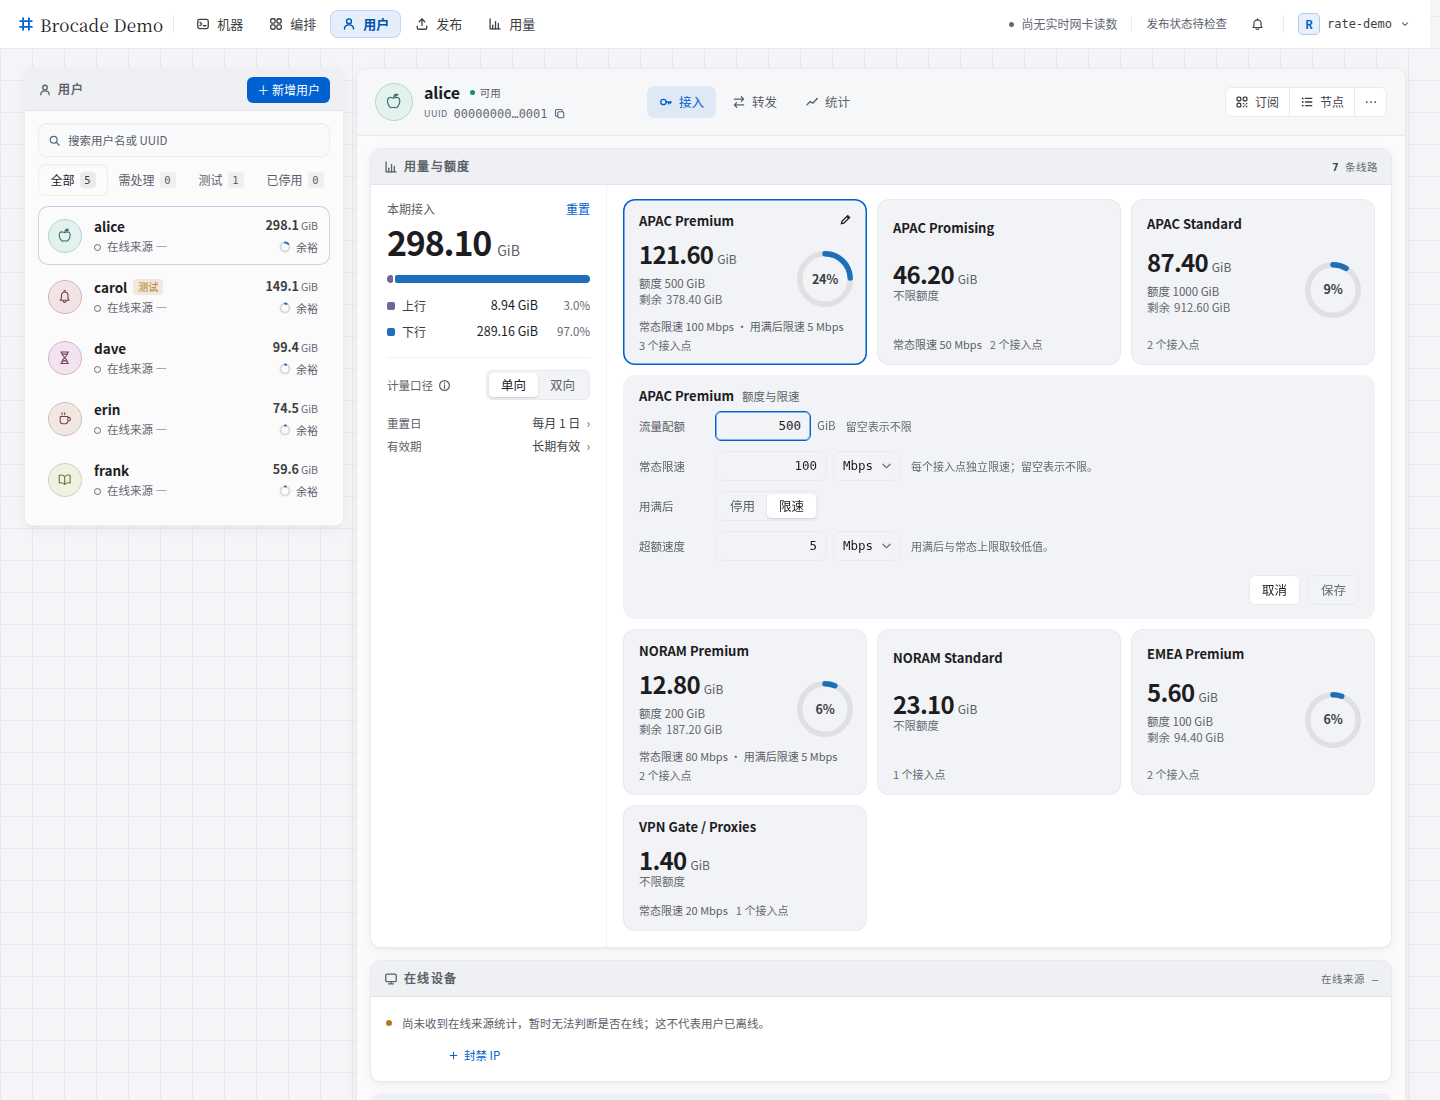 Brocade Demo
机器
编排
用户
发布
用量
尚无实时网卡读数
发布状态待检查
R
rate-demo
用户
新增用户
搜索用户名或 UUID
全部 5
需处理 0
测试 1
已停用 0
alice
298.1 GiB
在线来源 —
余裕
carol 测试
149.1 GiB
在线来源 —
余裕
dave
99.4 GiB
在线来源 —
余裕
erin
74.5 GiB
在线来源 —
余裕
frank
59.6 GiB
在线来源 —
余裕
alice
可用
UUID 00000000…0001
接入
转发
统计
订阅
节点
用量与额度
7 条线路
本期接入
重置
298.10 GiB
上行 8.94 GiB 3.0%
下行 289.16 GiB 97.0%
计量口径
单向
双向
重置日 每月 1 日 ›
有效期 长期有效 ›
APAC Premium
121.60 GiB
额度 500 GiB
剩余 378.40 GiB
24%
常态限速 100 Mbps · 用满后限速 5 Mbps
3 个接入点
APAC Promising
46.20 GiB
不限额度
常态限速 50 Mbps 2 个接入点
APAC Standard
87.40 GiB
额度 1000 GiB
剩余 912.60 GiB
9%
2 个接入点
APAC Premium 额度与限速
流量配额 500 GiB 留空表示不限
常态限速 100 Mbps 每个接入点独立限速；留空表示不限。
用满后 停用 限速
超额速度 5 Mbps 用满后与常态上限取较低值。
取消
保存
NORAM Premium
12.80 GiB
额度 200 GiB
剩余 187.20 GiB
6%
常态限速 80 Mbps · 用满后限速 5 Mbps
2 个接入点
NORAM Standard
23.10 GiB
不限额度
1 个接入点
EMEA Premium
5.60 GiB
额度 100 GiB
剩余 94.40 GiB
6%
2 个接入点
VPN Gate / Proxies
1.40 GiB
不限额度
常态限速 20 Mbps 1 个接入点
在线设备
在线来源 —
尚未收到在线来源统计，暂时无法判断是否在线；这不代表用户已离线。
封禁 IP